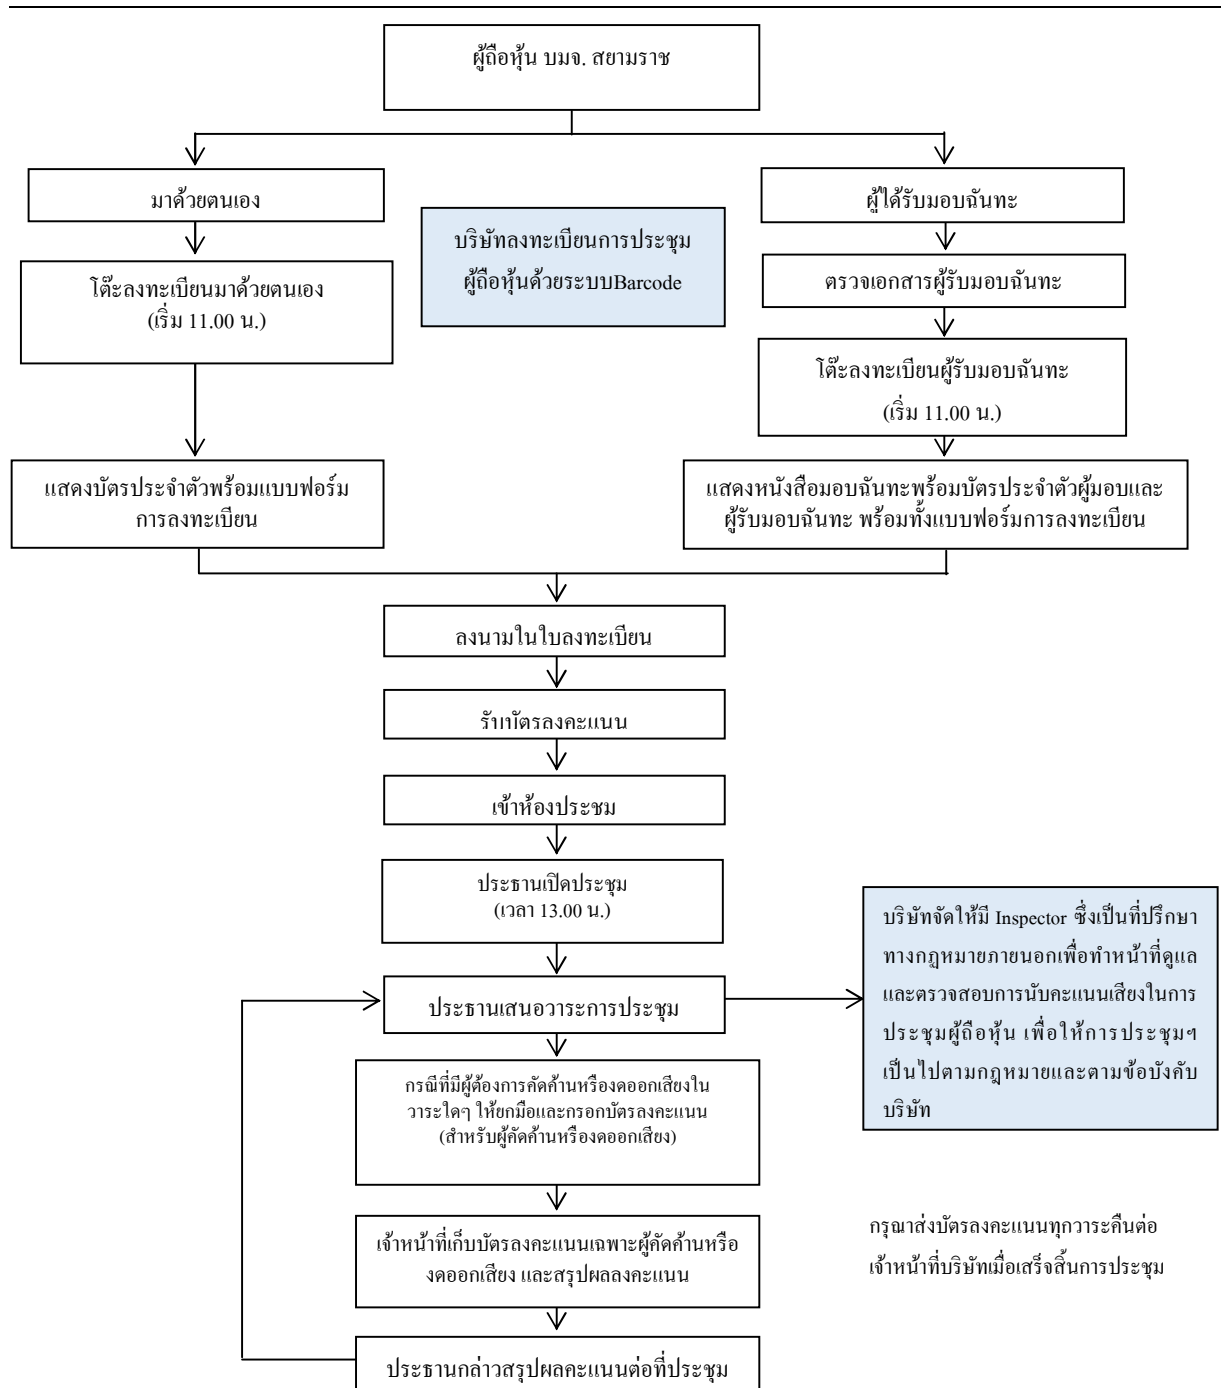 ผู้ถือหุ้น บมจ. สยามราช
มาด้วยตนเอง
ผู้ได้รับมอบฉันทะ
บริษัทลงทะเบียนการประชุม
ผู้ถือหุ้นด้วยระบบBarcode
โต๊ะลงทะเบียนมาด้วยตนเอง
(เริ่ม 11.00 น.)
ตรวจเอกสารผู้รับมอบฉันทะ
โต๊ะลงทะเบียนผู้รับมอบฉันทะ
(เริ่ม 11.00 น.)
แสดงบัตรประจำตัวพร้อมแบบฟอร์ม
การลงทะเบียน
แสดงหนังสือมอบฉันทะพร้อมบัตรประจำตัวผู้มอบและ
ผู้รับมอบฉันทะ พร้อมทั้งแบบฟอร์มการลงทะเบียน
ลงนามในใบลงทะเบียน
รับบัตรลงคะแนน
เข้าห้องประชม
ประธานเปิดประชุม
(เวลา 13.00 น.)
ประธานเสนอวาระการประชุม
บริษัทจัดให้มี Inspector ซึ่งเป็นที่ปรึกษา
ทางกฎหมายภายนอกเพื่อทำหน้าที่ดูแล
และตรวจสอบการนับคะแนนเสียงในการ
ประชุมผู้ถือหุ้น เพื่อให้การประชุมฯ
เป็นไปตามกฎหมายและตามข้อบังคับ
บริษัท
กรณีที่มีผู้ต้องการคัดค้านหรืองดออกเสียงใน
วาระใดๆ ให้ยกมือและกรอกบัตรลงคะแนน
(สำหรับผู้คัดค้านหรืองดออกเสียง)
เจ้าหน้าที่เก็บบัตรลงคะแนนเฉพาะผู้คัดค้านหรือ
งดออกเสียง และสรุปผลลงคะแนน
กรุณาส่งบัตรลงคะแนนทุกวาระคืนต่อ
เจ้าหน้าที่บริษัทเมื่อเสร็จสิ้นการประชุม
ประธานกล่าวสรุปผลคะแนนต่อที่ประชุม